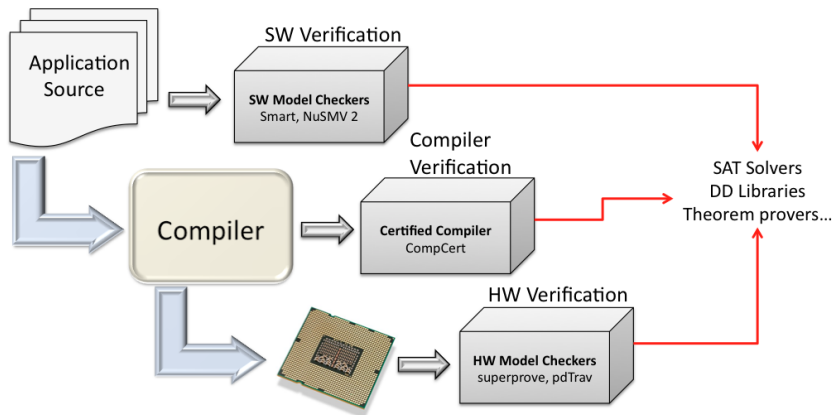 SW Verification
Application
Source
SW Model Checkers
Smart, NuSMV 2
Compiler
Verification
SAT Solvers
DD Libraries
Theorem provers...
Compiler
Certified Compiler
CompCert
HW Verification
HW Model Checkers
superprove, pdTrav